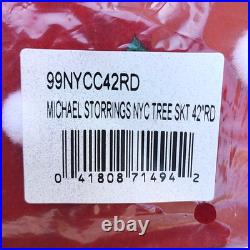 99NYCC42RD
MICHAEL STORRINGS NYC TREE SKT 42"RD
0 41808 71494 2